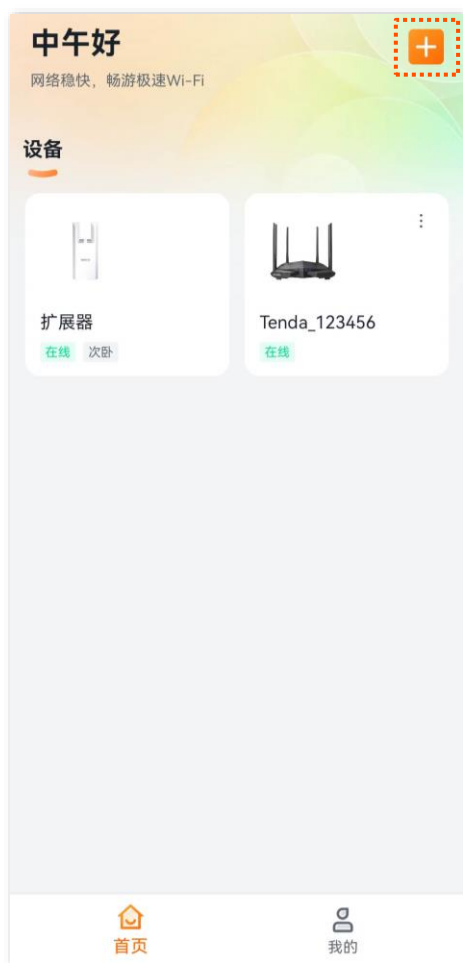 中午好
网络稳快，畅游极速Wi-Fi
设备
扩展器
在线 次卧
Tenda_123456
在线
首页
我的